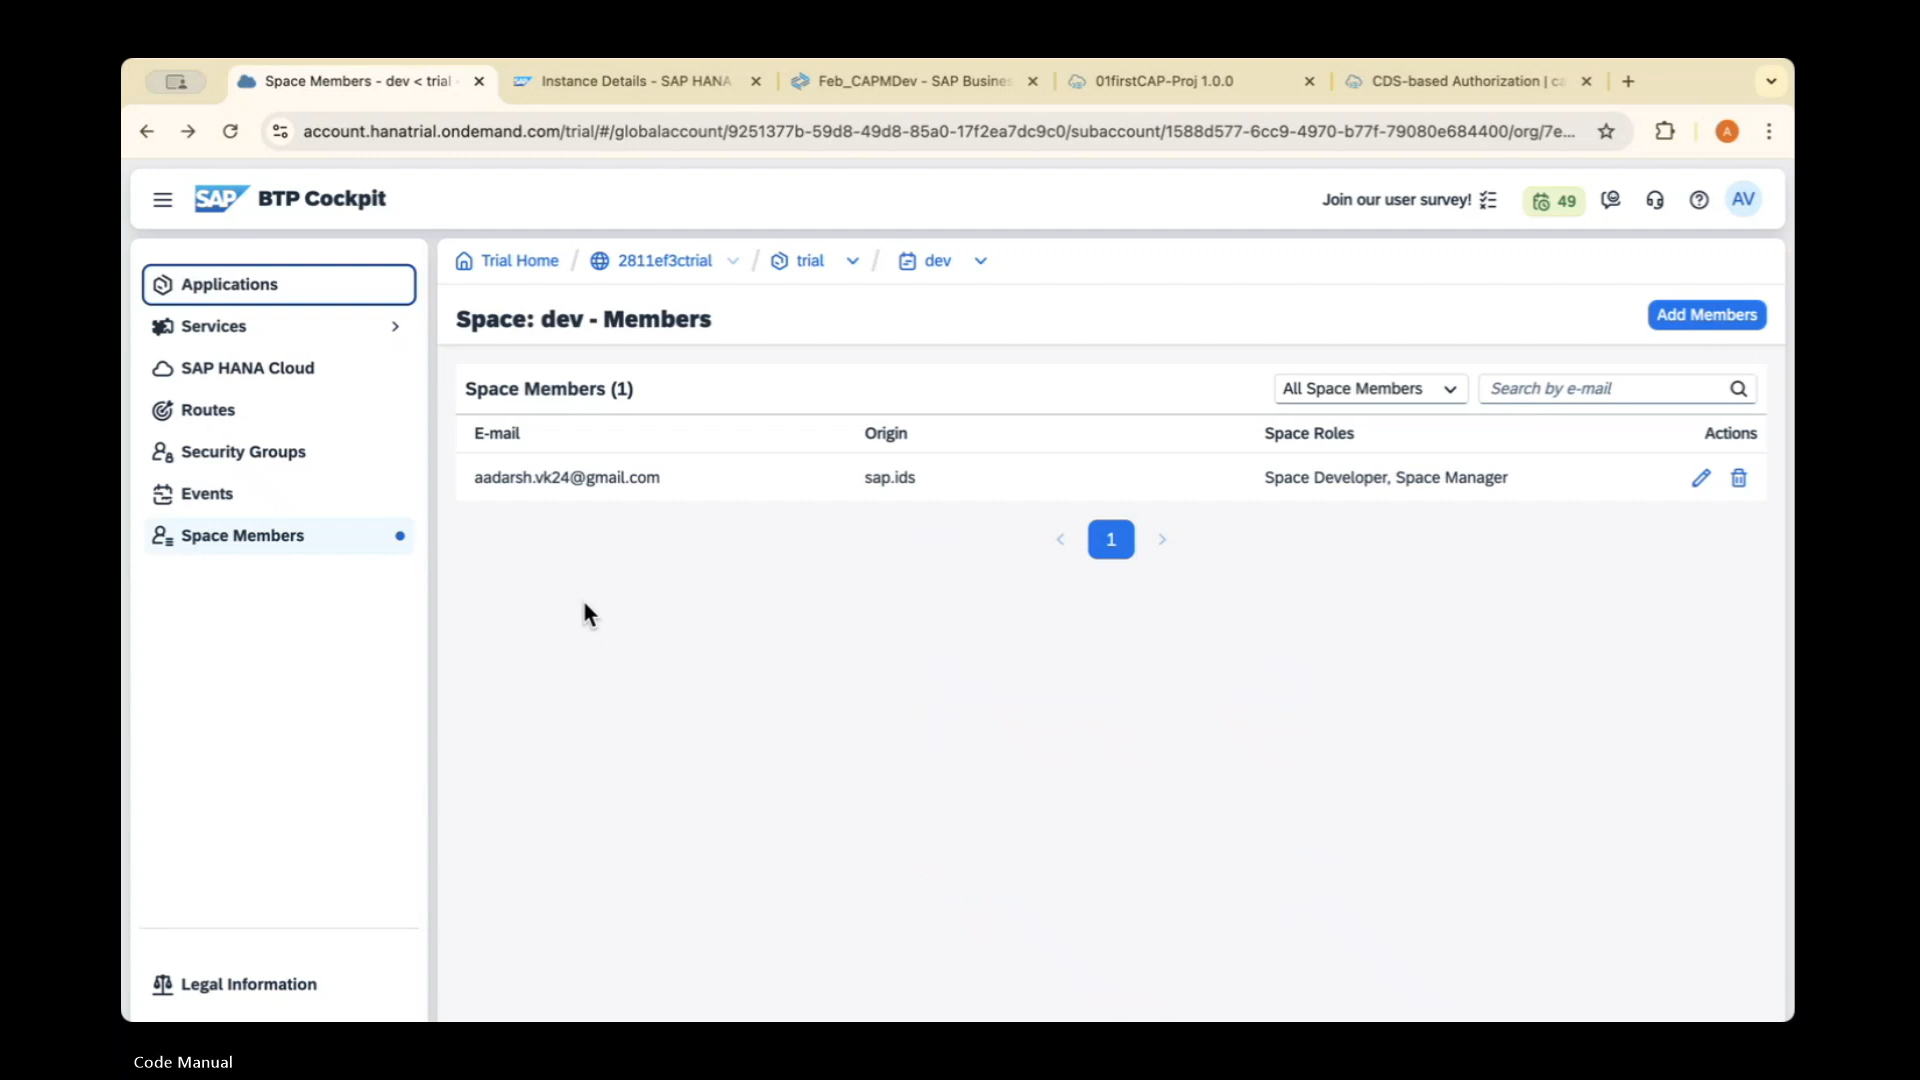 Space Members - dev < trial -
Instance Details - SAP HANA
Feb_CAPMDev - SAP Busines
01firstCAP-Proj 1.0.0
CDS-based Authorization | ca
account.hanatrial.ondemand.com/trial/#/globalaccount/9251377b-59d8-49d8-85a0-17f2ea7dc9c0/subaccount/1588d577-6cc9-4970-b77f-79080e684400/org/7e...
A
SAP BTP Cockpit
Join our user survey!
49
AV
Applications
Services
SAP HANA Cloud
Routes
Security Groups
Events
Space Members
Legal Information
Trial Home / 2811ef3ctrial / trial / dev
Space: dev - Members
Add Members
Space Members (1)
All Space Members
Search by e-mail
E-mail Origin Space Roles Actions
aadarsh.vk24@gmail.com sap.ids Space Developer, Space Manager
1
Code Manual